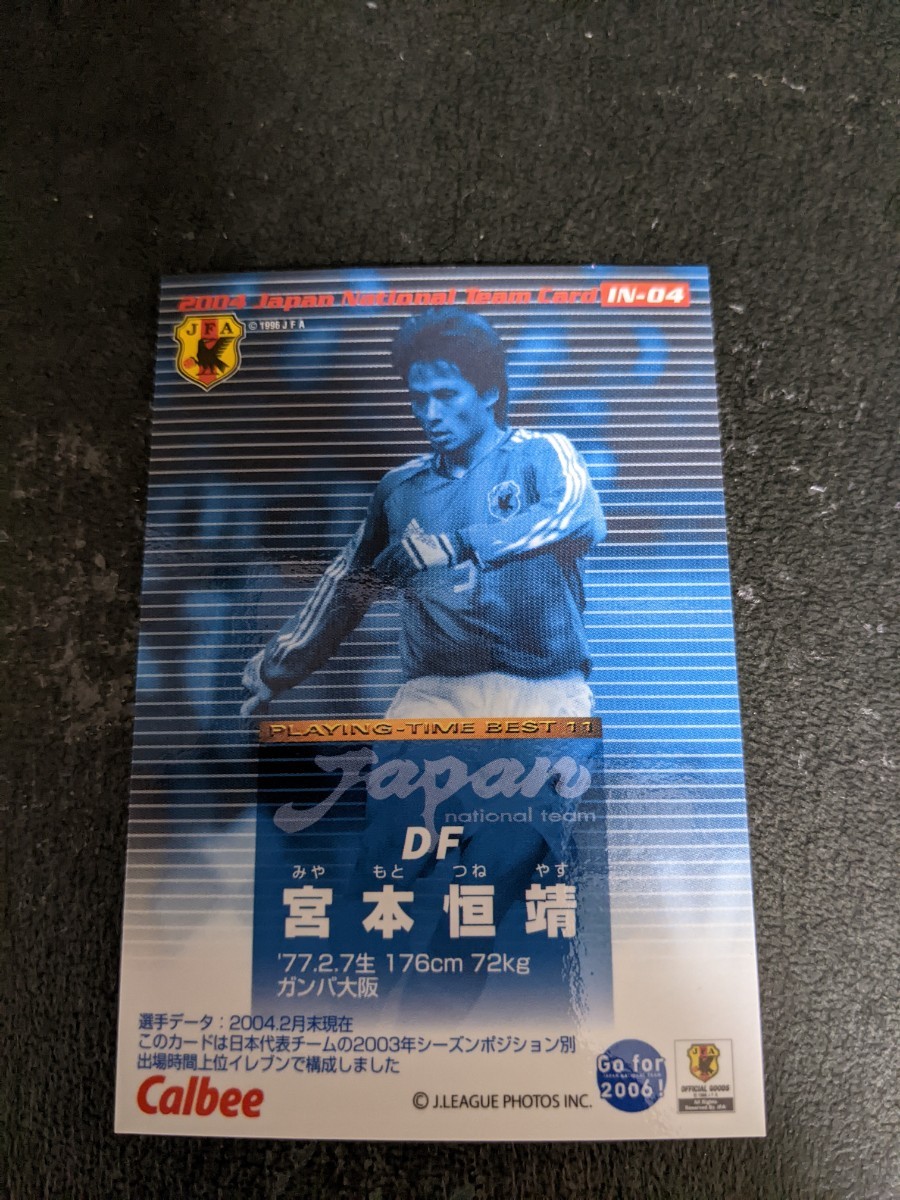 2004 Japan National Team Card IN-04
JFA © 1996 J F A
PLAYING-TIME BEST 11
Japan
national team
DF
みや もと つね やす
宮本恒靖
'77.2.7生 176cm 72kg
ガンバ大阪
選手データ：2004.2月末現在
このカードは日本代表チームの2003年シーズンポジション別
出場時間上位イレブンで構成しました
Calbee
© J.LEAGUE PHOTOS INC.
Go for
2006!
JFA
OFFICIAL GOODS